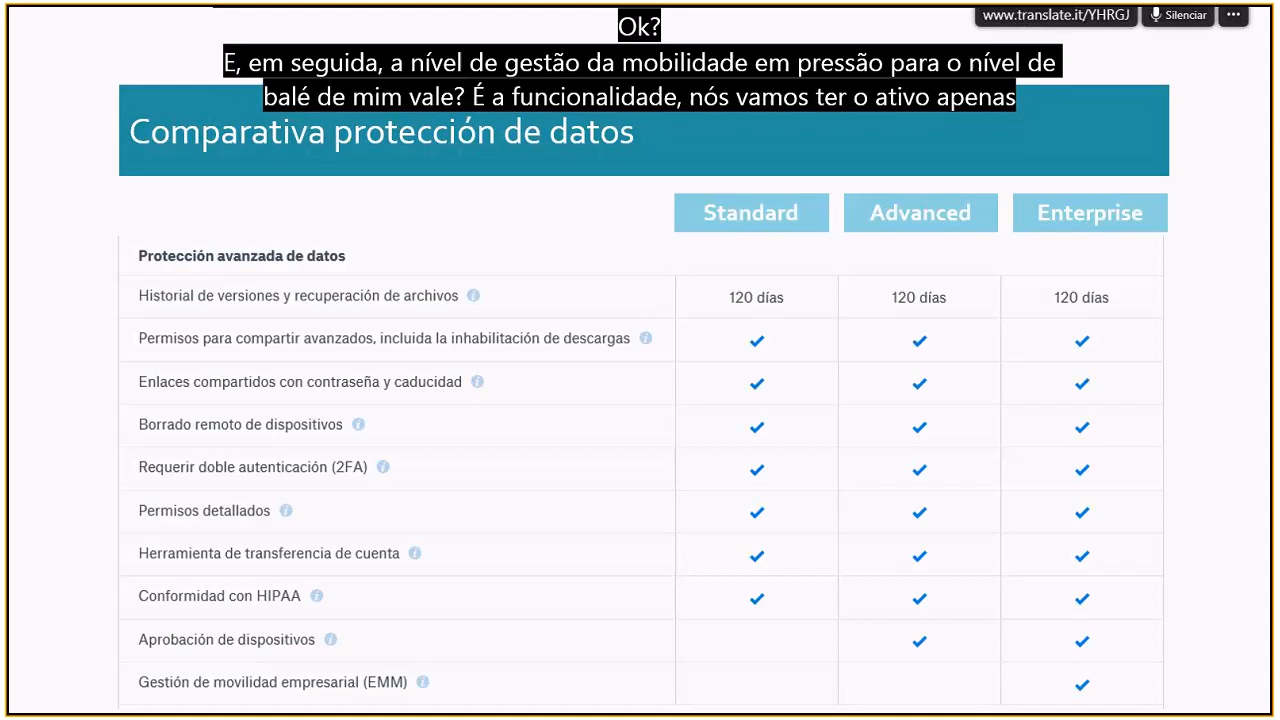 www.translate.it/YHRGJ Silenciar
Ok?
E, em seguida, a nível de gestão da mobilidade em pressão para o nível de
balé de mim vale? É a funcionalidade, nós vamos ter o ativo apenas
Comparativa protección de datos
Standard Advanced Enterprise
Protección avanzada de datos
Historial de versiones y recuperación de archivos 120 días 120 días 120 días
Permisos para compartir avanzados, incluida la inhabilitación de descargas
Enlaces compartidos con contraseña y caducidad
Borrado remoto de dispositivos
Requerir doble autenticación (2FA)
Permisos detallados
Herramienta de transferencia de cuenta
Conformidad con HIPAA
Aprobación de dispositivos
Gestión de movilidad empresarial (EMM)